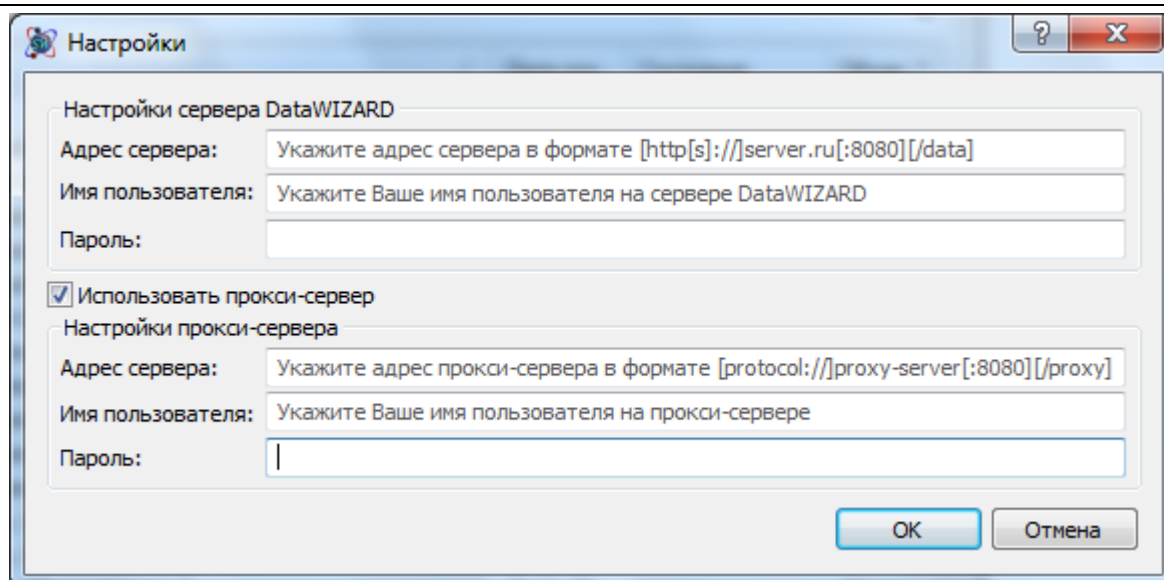 Настройки
Настройки сервера DataWIZARD
Адрес сервера: Укажите адрес сервера в формате [http[s]://]server.ru[:8080][/data]
Имя пользователя: Укажите Ваше имя пользователя на сервере DataWIZARD
Пароль:
Использовать прокси-сервер
Настройки прокси-сервера
Адрес сервера: Укажите адрес прокси-сервера в формате [protocol://]proxy-server[:8080][/proxy]
Имя пользователя: Укажите Ваше имя пользователя на прокси-сервере
Пароль:
OK Отмена